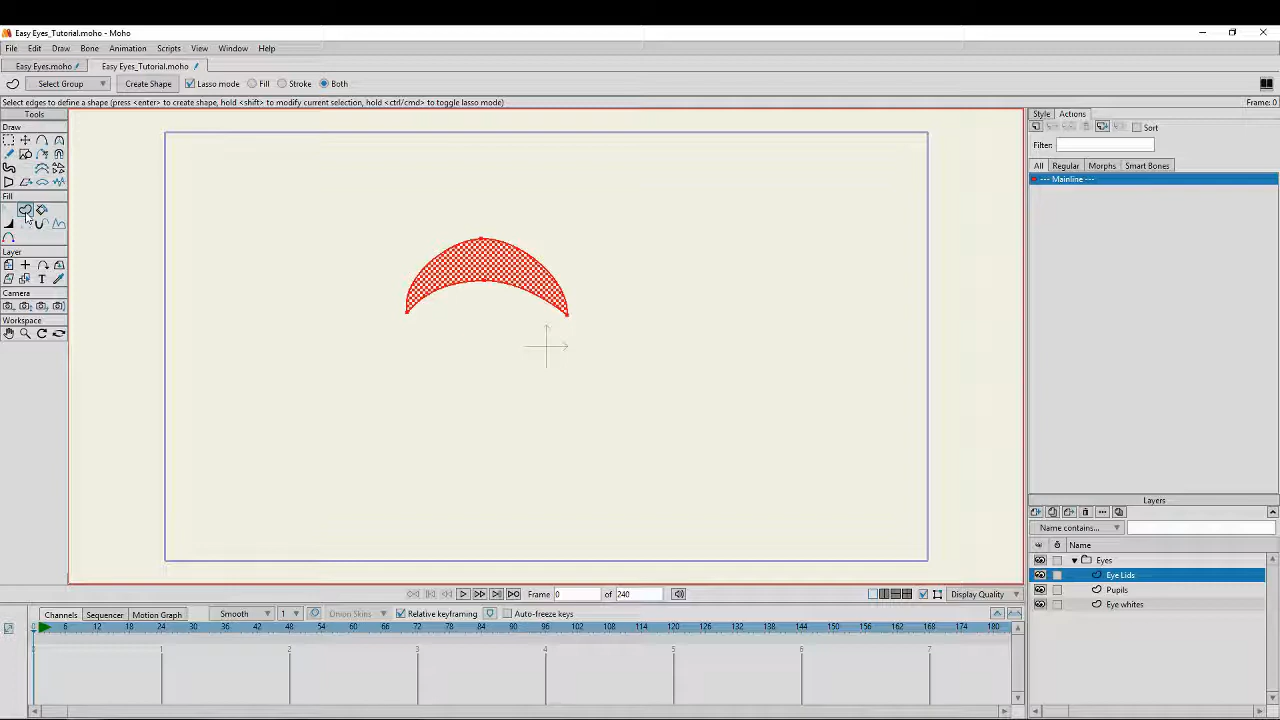 Easy Eyes_Tutorial.moho - Moho
File Edit Draw Bone Animation Scripts View Window Help
Easy Eyes.moho Easy Eyes_Tutorial.moho
Select Group Create Shape Lasso mode Fill Stroke Both
Select edges to define a shape (press <enter> to create shape, hold <shift> to modify current selection, hold <ctrl/cmd> to toggle lasso mode) Frame: 0
Tools
Draw
Fill
Layer
T
Camera
Workspace
Style Actions
Sort
Filter:
All Regular Morphs Smart Bones
--- Mainline ---
Layers
Name contains...
Name
Eyes
Eye Lids
Pupils
Eye whites
Frame 0 of 240 Display Quality
Channels Sequencer Motion Graph Smooth 1 Onion Skins Relative keyframing Auto-freeze keys
0 6 12 18 24 30 36 42 48 54 60 66 72 78 84 90 96 102 108 114 120 126 132 138 144 150 156 162 168 174 180
1 2 3 4 5 6 7